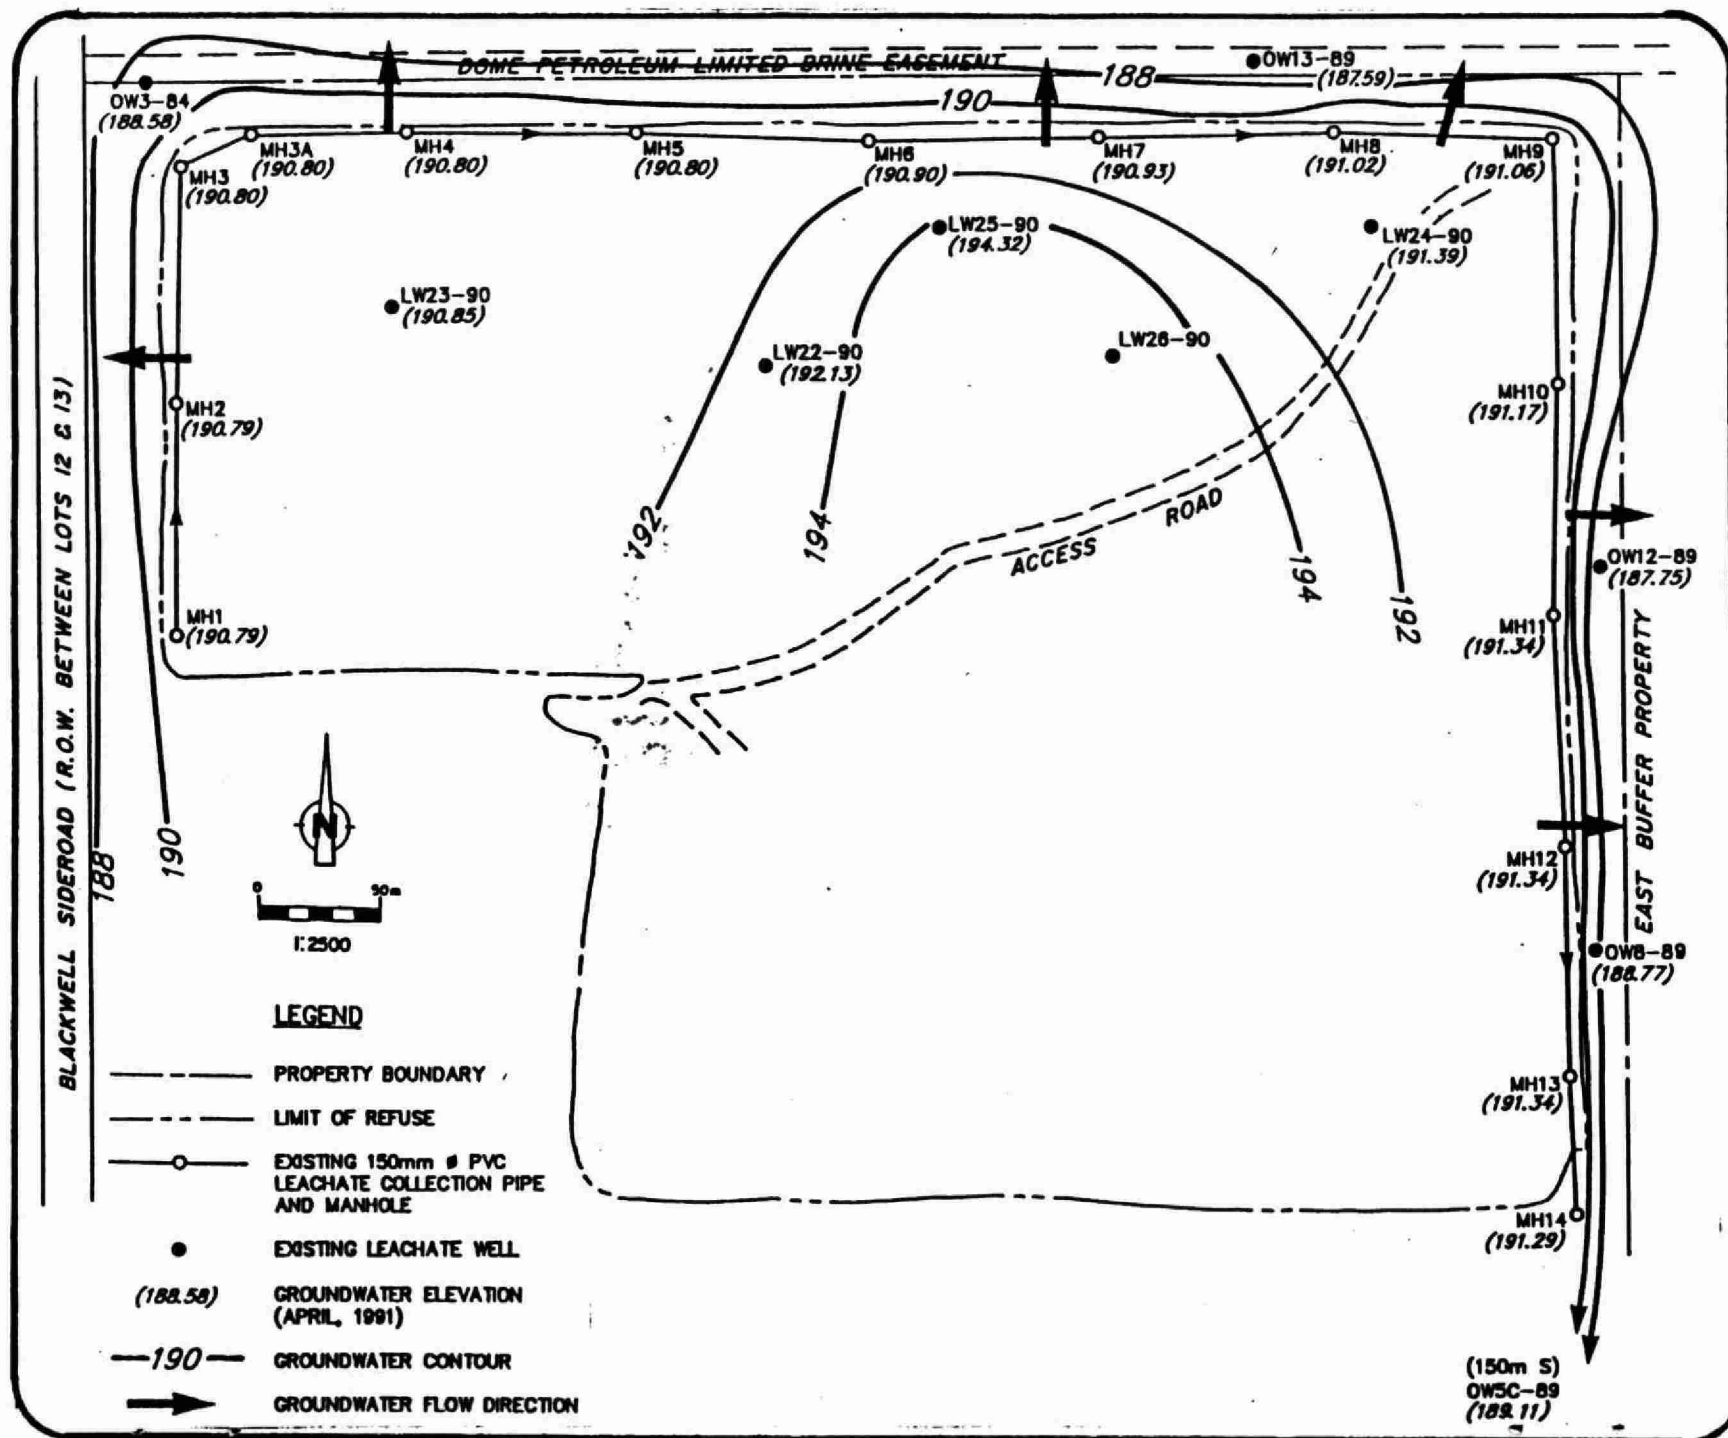 DOME PETROLEUM LIMITED BRINE EASEMENT
188
190
OW13-89
(187.59)
OW3-84
(188.58)
MH3A
(190.80)
MH4
(190.80)
MH5
(190.80)
MH6
(190.90)
MH7
(190.93)
MH8
(191.02)
MH9
(191.06)
MH3
(190.80)
LW25-90
(194.32)
LW24-90
(191.39)
LW23-90
(190.85)
LW22-90
(192.13)
LW26-90
MH2
(190.79)
MH10
(191.17)
192
194
ACCESS ROAD
194
192
OW12-89
(187.75)
MH1
(190.79)
MH11
(191.34)
BLACKWELL SIDEROAD (R.O.W. BETWEEN LOTS 12 & 13)
EAST BUFFER PROPERTY
188
190
N
0 90m
1:2500
MH12
(191.34)
OW8-89
(188.77)
MH13
(191.34)
MH14
(191.29)
LEGEND
PROPERTY BOUNDARY
LIMIT OF REFUSE
EXISTING 150mm ø PVC
LEACHATE COLLECTION PIPE
AND MANHOLE
EXISTING LEACHATE WELL
(188.58) GROUNDWATER ELEVATION
(APRIL, 1991)
190 GROUNDWATER CONTOUR
GROUNDWATER FLOW DIRECTION
(150m S)
OW5C-89
(189.11)